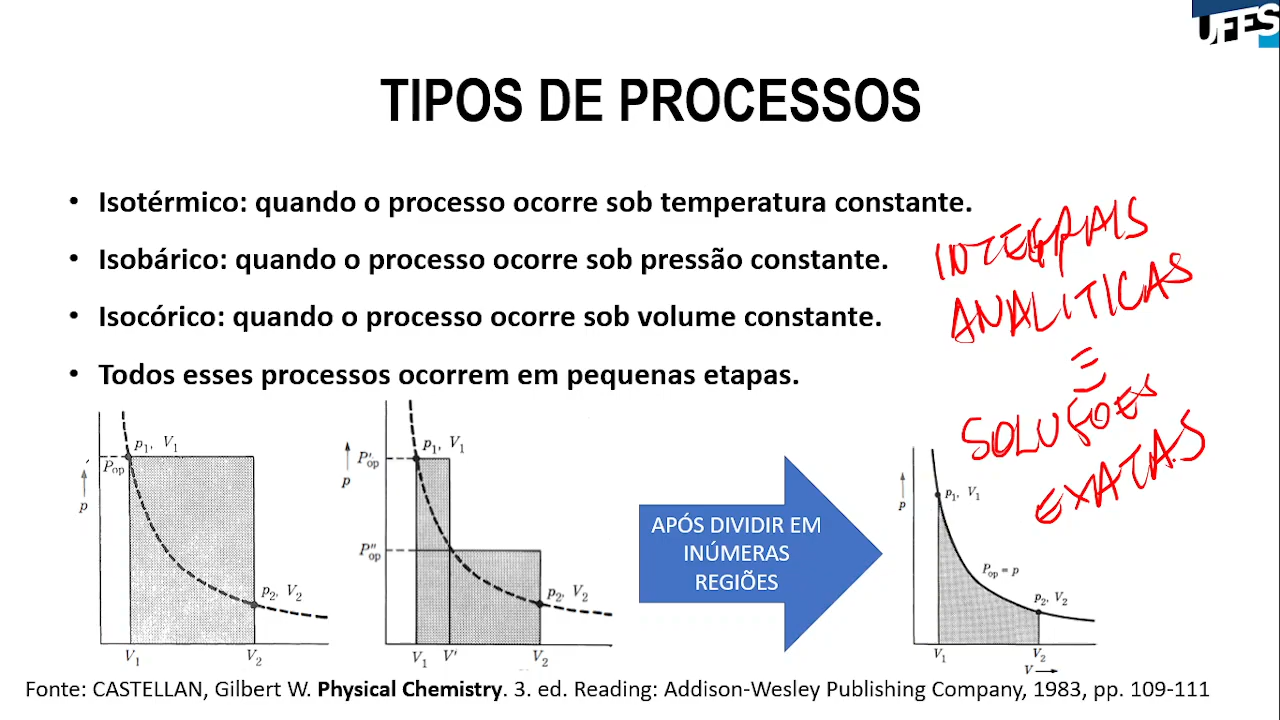 UFES
TIPOS DE PROCESSOS
• Isotérmico: quando o processo ocorre sob temperatura constante.
• Isobárico: quando o processo ocorre sob pressão constante.
• Isocórico: quando o processo ocorre sob volume constante.
• Todos esses processos ocorrem em pequenas etapas.
INTEGRAIS
ANALITICAS
=
SOLUÇÕES
EXATAS
p₁, V₁
Pop
p
p₂, V₂
V₁ V₂
p₁, V₁
P'op
p
P''op
p₂, V₂
V₁ V' V₂
APÓS DIVIDIR EM
INÚMERAS
REGIÕES
p₁, V₁
p
Pop = p
p₂, V₂
V₁ V₂
V
Fonte: CASTELLAN, Gilbert W. Physical Chemistry. 3. ed. Reading: Addison-Wesley Publishing Company, 1983, pp. 109-111